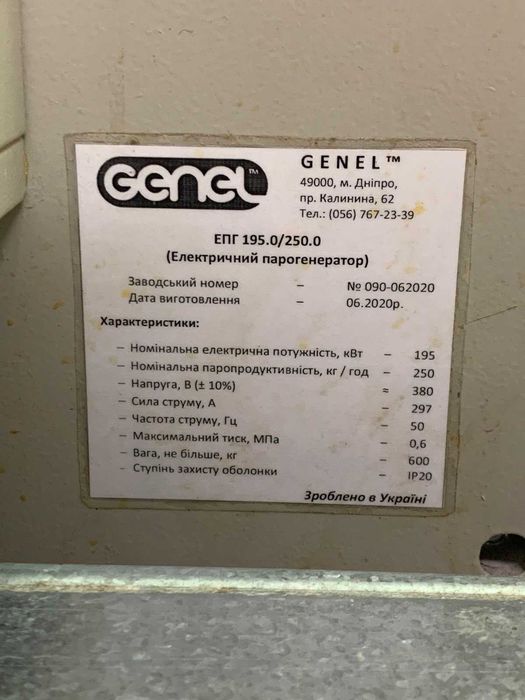 GENEL™
GENEL™
49000, м. Дніпро,
пр. Калинина, 62
Тел.: (056) 767-23-39
ЕПГ 195.0/250.0
(Електричний парогенератор)
Заводський номер – № 090-062020
Дата виготовлення – 06.2020р.
Характеристики:
– Номінальна електрична потужність, кВт – 195
– Номінальна паропродуктивність, кг / год – 250
– Напруга, В (± 10%) ≈ 380
– Сила струму, А – 297
– Частота струму, Гц – 50
– Максимальний тиск, МПа – 0,6
– Вага, не більше, кг – 600
– Ступінь захисту оболонки – IP20
Зроблено в Україні